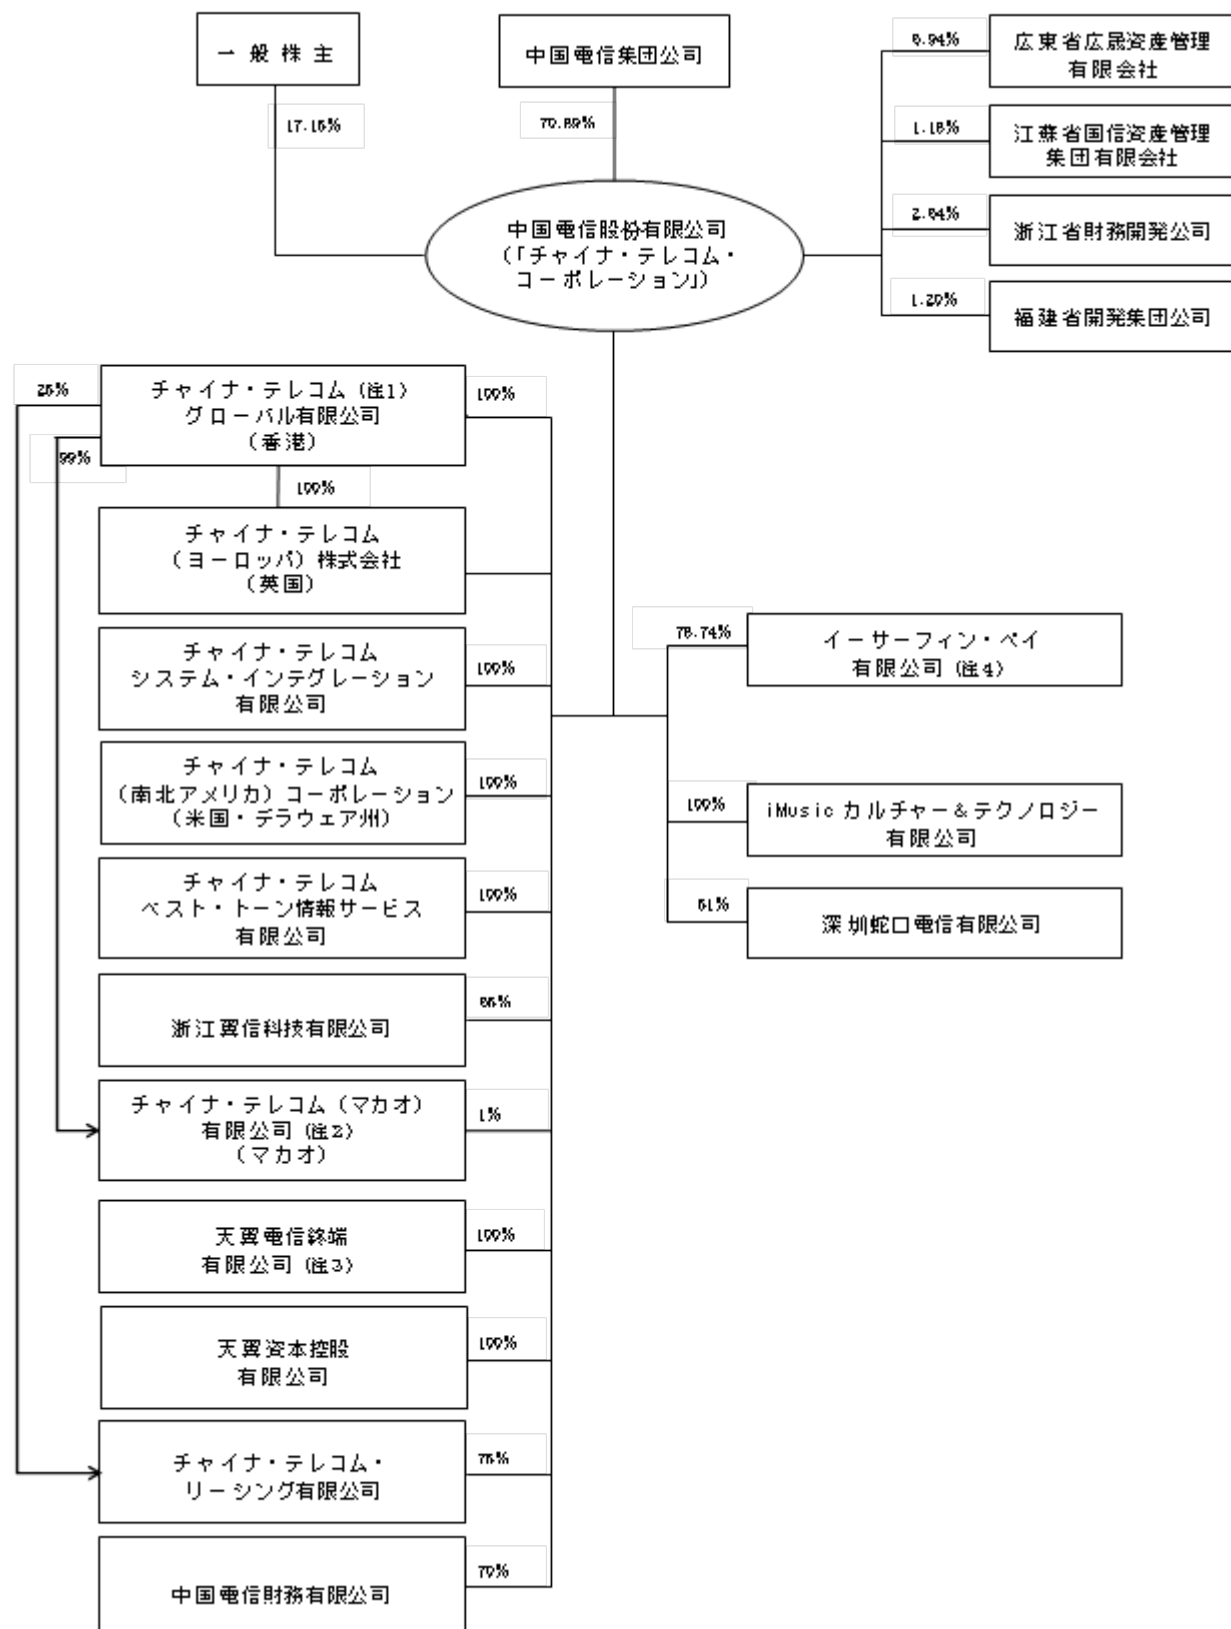 一般株主
中国電信集団公司
6.94%
広東省広晟資産管理
有限会社
17.15%
70.89%
1.18%
江蘇省国信資産管理
集団有限会社
2.64%
浙江省財務開発公司
中国電信股份有限公司
(「チャイナ・テレコム・
コーポレーション」)
1.20%
福建省開発集団公司
25%
チャイナ・テレコム (注1)
グローバル有限公司
(香港)
100%
99%
100%
チャイナ・テレコム
(ヨーロッパ) 株式会社
(英国)
チャイナ・テレコム
システム・インテグレーション
有限公司
100%
78.74%
イーサーフィン・ペイ
有限公司 (注4)
チャイナ・テレコム
(南北アメリカ) コーポレーション
(米国・デラウェア州)
100%
100%
iMusic カルチャー&テクノロジー
有限公司
チャイナ・テレコム
ベスト・トーン情報サービス
有限公司
100%
51%
深圳蛇口電信有限公司
浙江翼信科技有限公司
65%
チャイナ・テレコム (マカオ)
有限公司 (注2)
(マカオ)
1%
天翼電信終端
有限公司 (注3)
100%
天翼資本控股
有限公司
100%
チャイナ・テレコム・
リーシング有限公司
75%
中国電信財務有限公司
70%